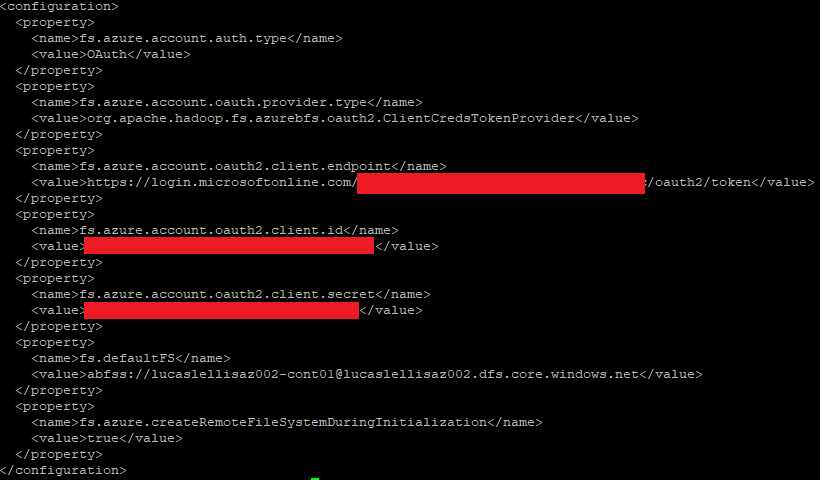 <configuration>
  <property>
    <name>fs.azure.account.auth.type</name>
    <value>OAuth</value>
  </property>
  <property>
    <name>fs.azure.account.oauth.provider.type</name>
    <value>org.apache.hadoop.fs.azurebfs.oauth2.ClientCredsTokenProvider</value>
  </property>
  <property>
    <name>fs.azure.account.oauth2.client.endpoint</name>
    <value>https://login.microsoftonline.com/ /oauth2/token</value>
  </property>
  <property>
    <name>fs.azure.account.oauth2.client.id</name>
    <value> </value>
  </property>
  <property>
    <name>fs.azure.account.oauth2.client.secret</name>
    <value> </value>
  </property>
  <property>
    <name>fs.defaultFS</name>
    <value>abfss://lucaslellisaz002-cont01@lucaslellisaz002.dfs.core.windows.net</value>
  </property>
  <property>
    <name>fs.azure.createRemoteFileSystemDuringInitialization</name>
    <value>true</value>
  </property>
</configuration>